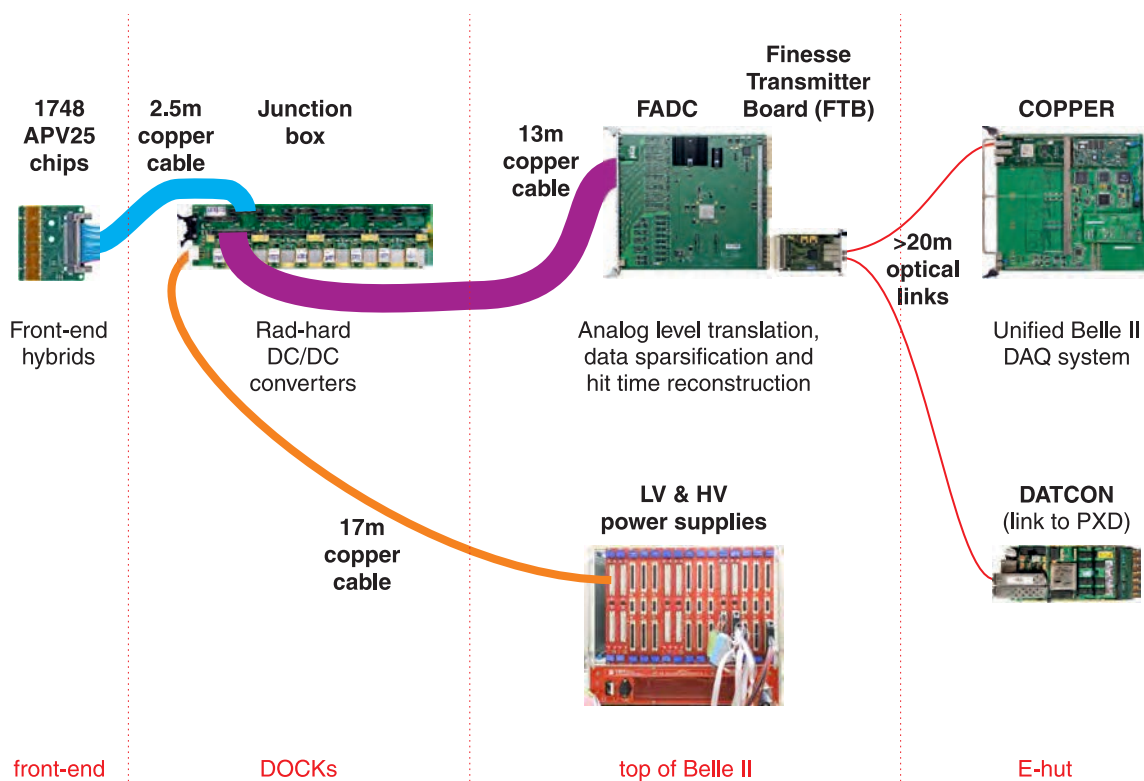 1748
APV25
chips
2.5m
copper
cable
Junction
box
13m
copper
cable
FADC
Finesse
Transmitter
Board (FTB)
COPPER
>20m
optical
links
Front-end
hybrids
Rad-hard
DC/DC
converters
Analog level translation,
data sparsification and
hit time reconstruction
Unified Belle II
DAQ system
17m
copper
cable
LV & HV
power supplies
DATCON
(link to PXD)
front-end
DOCKs
top of Belle II
E-hut